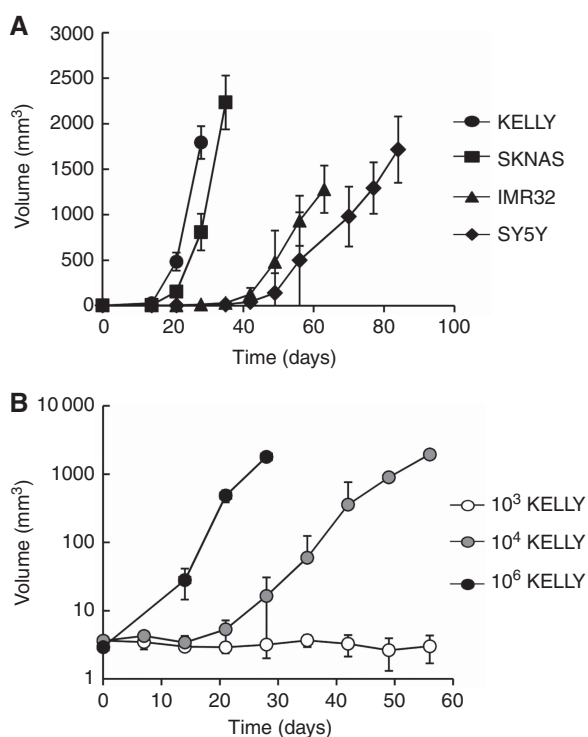 A
3000
2500
2000
1500
1000
500
0
Volume (mm³)
0 20 40 60 80 100
Time (days)
KELLY
SKNAS
IMR32
SY5Y
B
10 000
1000
100
10
1
Volume (mm³)
0 10 20 30 40 50 60
Time (days)
10³ KELLY
10⁴ KELLY
10⁶ KELLY